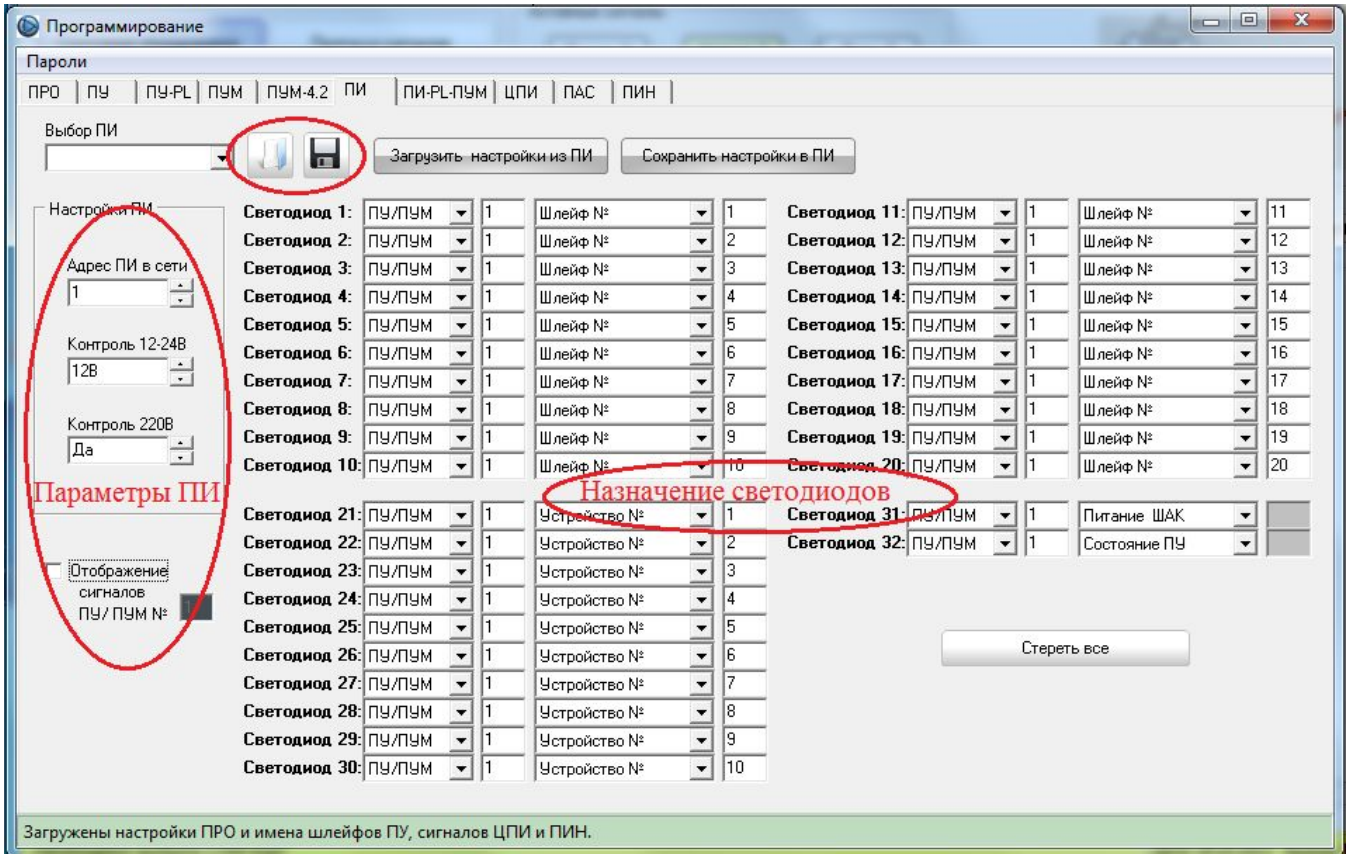 Программирование
Пароли
ПРО ПУ ПУ-PL ПУМ ПУМ-4.2 ПИ ПИ-PL-ПУМ ЦПИ ПАС ПИН
Выбор ПИ
Загрузить настройки из ПИ Сохранить настройки в ПИ
Настройки ПИ
Адрес ПИ в сети
1
Контроль 12-24В
12В
Контроль 220В
Да
Параметры ПИ
Отображение
сигналов
ПУ/ ПУМ № 1
Светодиод 1: ПУ/ПУМ 1 Шлейф № 1
Светодиод 2: ПУ/ПУМ 1 Шлейф № 2
Светодиод 3: ПУ/ПУМ 1 Шлейф № 3
Светодиод 4: ПУ/ПУМ 1 Шлейф № 4
Светодиод 5: ПУ/ПУМ 1 Шлейф № 5
Светодиод 6: ПУ/ПУМ 1 Шлейф № 6
Светодиод 7: ПУ/ПУМ 1 Шлейф № 7
Светодиод 8: ПУ/ПУМ 1 Шлейф № 8
Светодиод 9: ПУ/ПУМ 1 Шлейф № 9
Светодиод 10: ПУ/ПУМ 1 Шлейф № 10
Светодиод 11: ПУ/ПУМ 1 Шлейф № 11
Светодиод 12: ПУ/ПУМ 1 Шлейф № 12
Светодиод 13: ПУ/ПУМ 1 Шлейф № 13
Светодиод 14: ПУ/ПУМ 1 Шлейф № 14
Светодиод 15: ПУ/ПУМ 1 Шлейф № 15
Светодиод 16: ПУ/ПУМ 1 Шлейф № 16
Светодиод 17: ПУ/ПУМ 1 Шлейф № 17
Светодиод 18: ПУ/ПУМ 1 Шлейф № 18
Светодиод 19: ПУ/ПУМ 1 Шлейф № 19
Светодиод 20: ПУ/ПУМ 1 Шлейф № 20
Назначение светодиодов
Светодиод 21: ПУ/ПУМ 1 Устройство № 1
Светодиод 22: ПУ/ПУМ 1 Устройство № 2
Светодиод 23: ПУ/ПУМ 1 Устройство № 3
Светодиод 24: ПУ/ПУМ 1 Устройство № 4
Светодиод 25: ПУ/ПУМ 1 Устройство № 5
Светодиод 26: ПУ/ПУМ 1 Устройство № 6
Светодиод 27: ПУ/ПУМ 1 Устройство № 7
Светодиод 28: ПУ/ПУМ 1 Устройство № 8
Светодиод 29: ПУ/ПУМ 1 Устройство № 9
Светодиод 30: ПУ/ПУМ 1 Устройство № 10
Светодиод 31: ПУ/ПУМ 1 Питание ШАК
Светодиод 32: ПУ/ПУМ 1 Состояние ПУ
Стереть все
Загружены настройки ПРО и имена шлейфов ПУ, сигналов ЦПИ и ПИН.